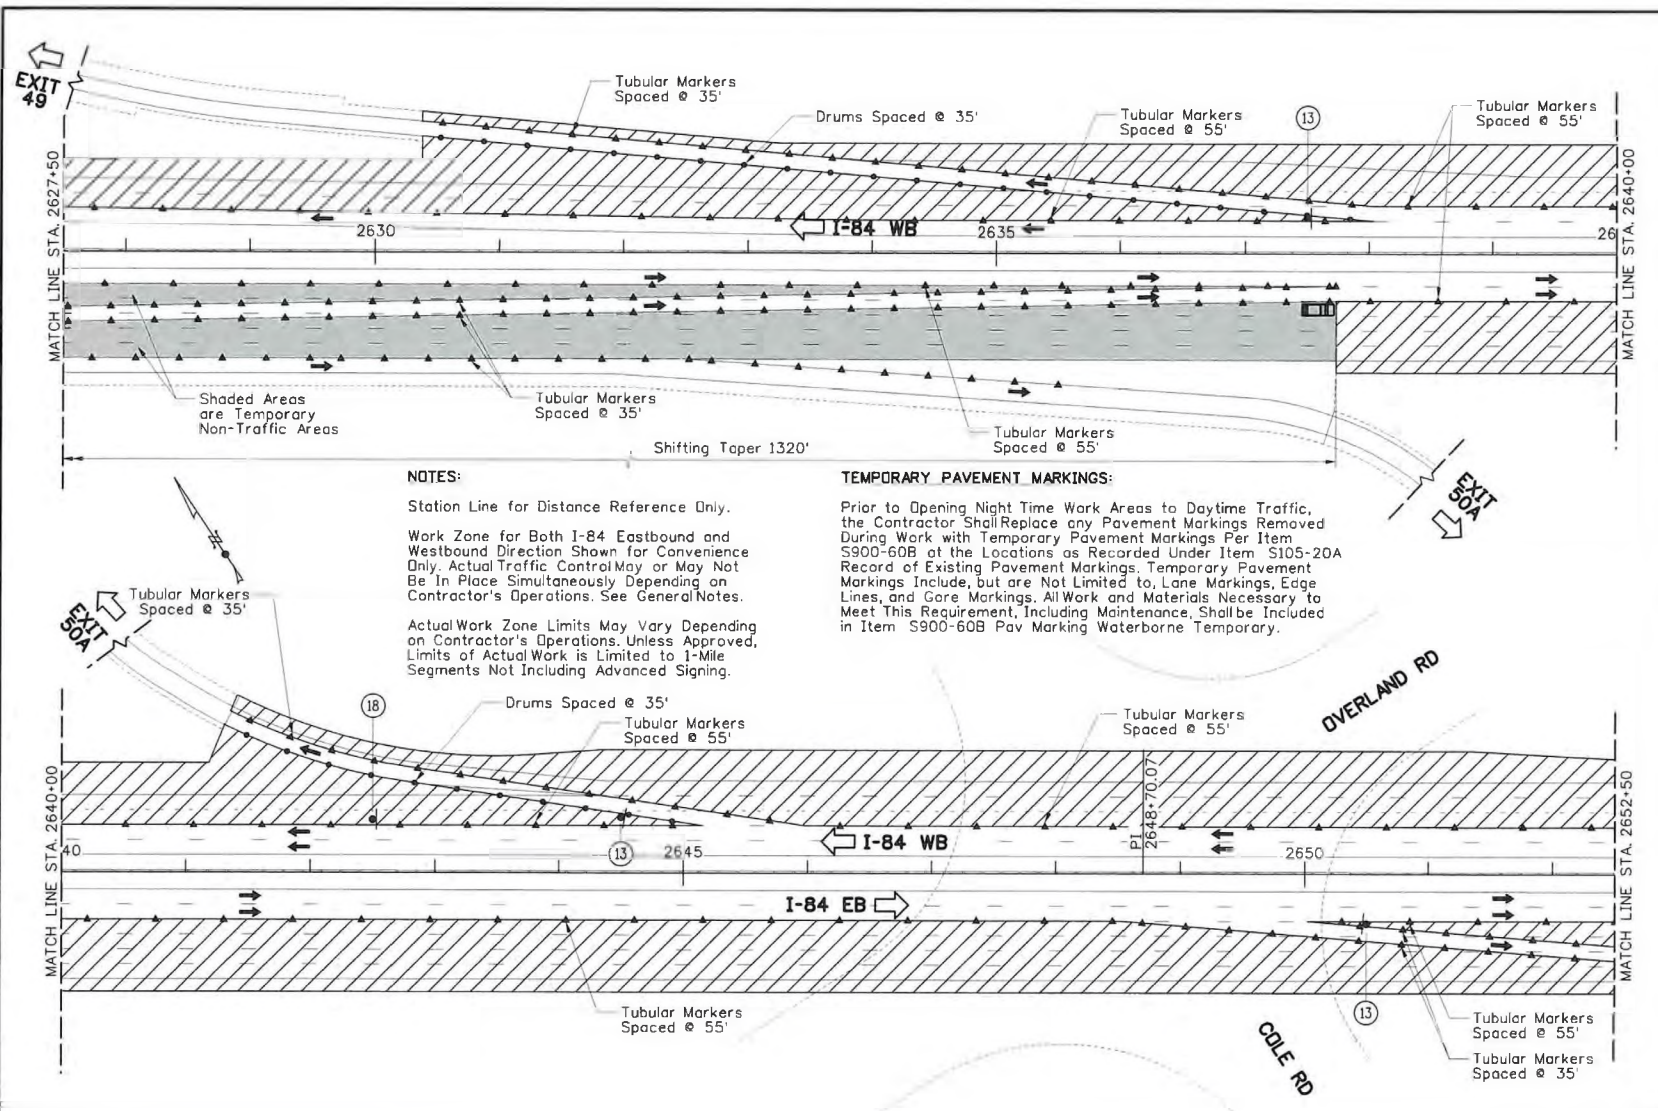 EXIT
49
Tubular Markers
Spaced @ 35'
Drums Spaced @ 35'
Tubular Markers
Spaced @ 55'
13
Tubular Markers
Spaced @ 55'
MATCH LINE STA. 2627+50
MATCH LINE STA. 2640+00
2630
I-84 WB
2635
26
Shaded Areas
are Temporary
Non-Traffic Areas
Tubular Markers
Spaced @ 35'
Tubular Markers
Spaced @ 55'
Shifting Taper 1320'
EXIT
50A
NOTES:
Station Line for Distance Reference Only.
Work Zone for Both I-84 Eastbound and
Westbound Direction Shown for Convenience
Only. Actual Traffic Control May or May Not
Be In Place Simultaneously Depending on
Contractor's Operations. See General Notes.
Actual Work Zone Limits May Vary Depending
on Contractor's Operations. Unless Approved,
Limits of Actual Work is Limited to 1-Mile
Segments Not Including Advanced Signing.
TEMPORARY PAVEMENT MARKINGS:
Prior to Opening Night Time Work Areas to Daytime Traffic,
the Contractor Shall Replace any Pavement Markings Removed
During Work with Temporary Pavement Markings Per Item
S900-60B at the Locations as Recorded Under Item S105-20A
Record of Existing Pavement Markings. Temporary Pavement
Markings Include, but are Not Limited to, Lane Markings, Edge
Lines, and Gore Markings. All Work and Materials Necessary to
Meet This Requirement, Including Maintenance, Shall be Included
in Item S900-60B Pav Marking Waterborne Temporary.
N
Tubular Markers
Spaced @ 35'
EXIT
50A
18
Drums Spaced @ 35'
Tubular Markers
Spaced @ 55'
Tubular Markers
Spaced @ 55'
OVERLAND RD
MATCH LINE STA. 2640+00
MATCH LINE STA. 2652+50
PI 2648+70.07
40
13
2645
I-84 WB
2650
I-84 EB
Tubular Markers
Spaced @ 55'
13
COLE RD
Tubular Markers
Spaced @ 55'
Tubular Markers
Spaced @ 35'